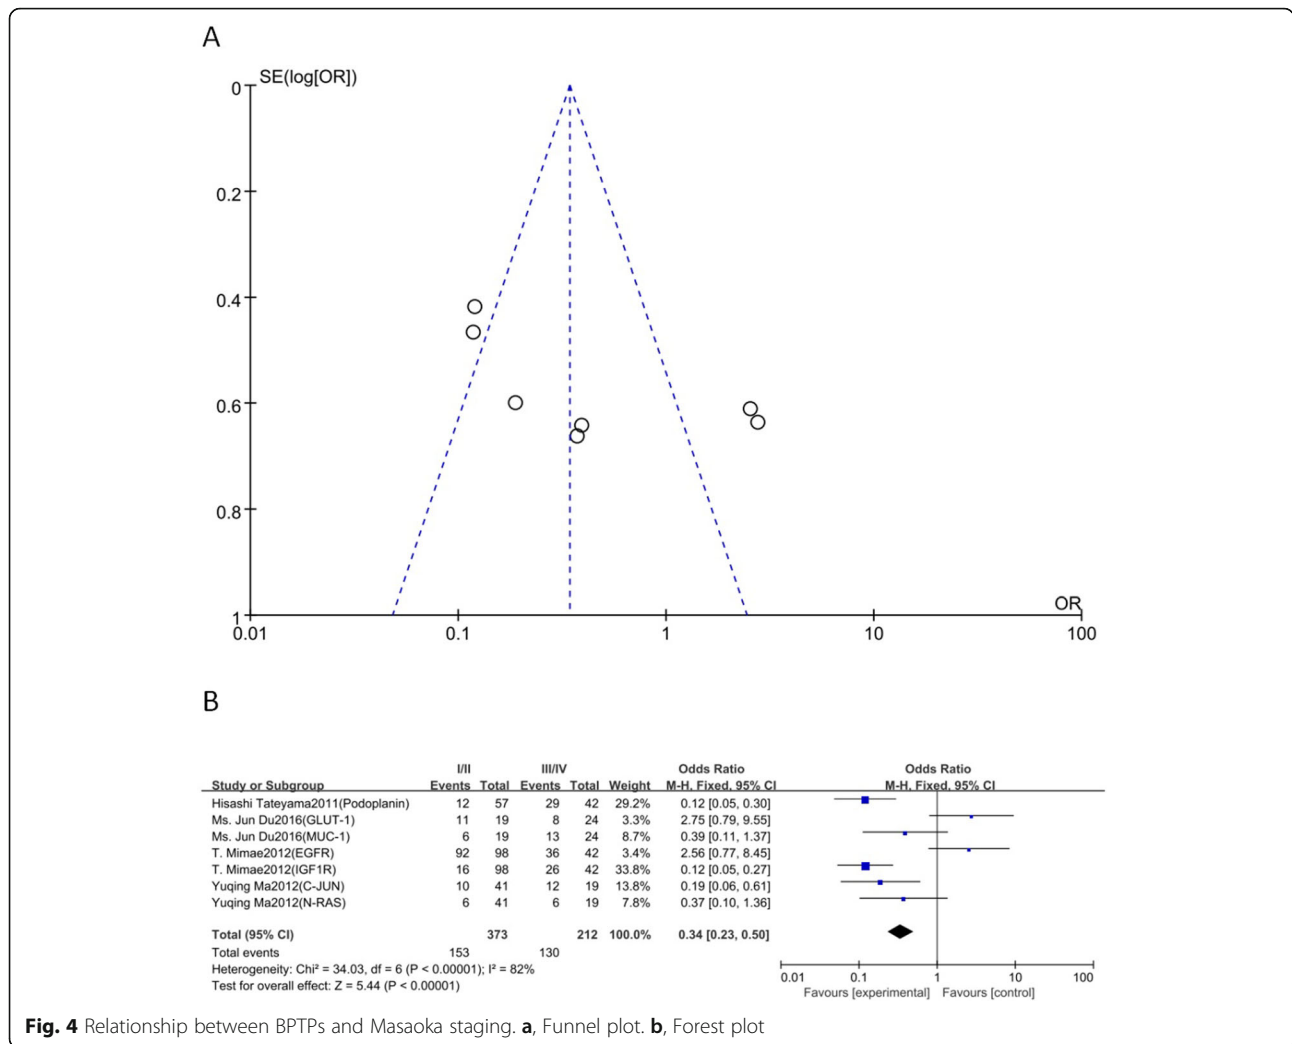 A
SE(log[OR])
0
0.2
0.4
0.6
0.8
1
OR
0.01 0.1 1 10 100
B
I/II III/IV Odds Ratio Odds Ratio
Study or Subgroup Events Total Events Total Weight M-H, Fixed, 95% CI M-H, Fixed, 95% CI
Hisashi Tateyama2011(Podoplanin) 12 57 29 42 29.2% 0.12 [0.05, 0.30]
Ms. Jun Du2016(GLUT-1) 11 19 8 24 3.3% 2.75 [0.79, 9.55]
Ms. Jun Du2016(MUC-1) 6 19 13 24 8.7% 0.39 [0.11, 1.37]
T. Mimae2012(EGFR) 92 98 36 42 3.4% 2.56 [0.77, 8.45]
T. Mimae2012(IGF1R) 16 98 26 42 33.8% 0.12 [0.05, 0.27]
Yuqing Ma2012(C-JUN) 10 41 12 19 13.8% 0.19 [0.06, 0.61]
Yuqing Ma2012(N-RAS) 6 41 6 19 7.8% 0.37 [0.10, 1.36]
Total (95% CI) 373 212 100.0% 0.34 [0.23, 0.50]
Total events 153 130
Heterogeneity: Chi² = 34.03, df = 6 (P < 0.00001); I² = 82%
Test for overall effect: Z = 5.44 (P < 0.00001)
0.01 0.1 1 10 100
Favours [experimental] Favours [control]
Fig. 4 Relationship between BPTPs and Masaoka staging. a, Funnel plot. b, Forest plot